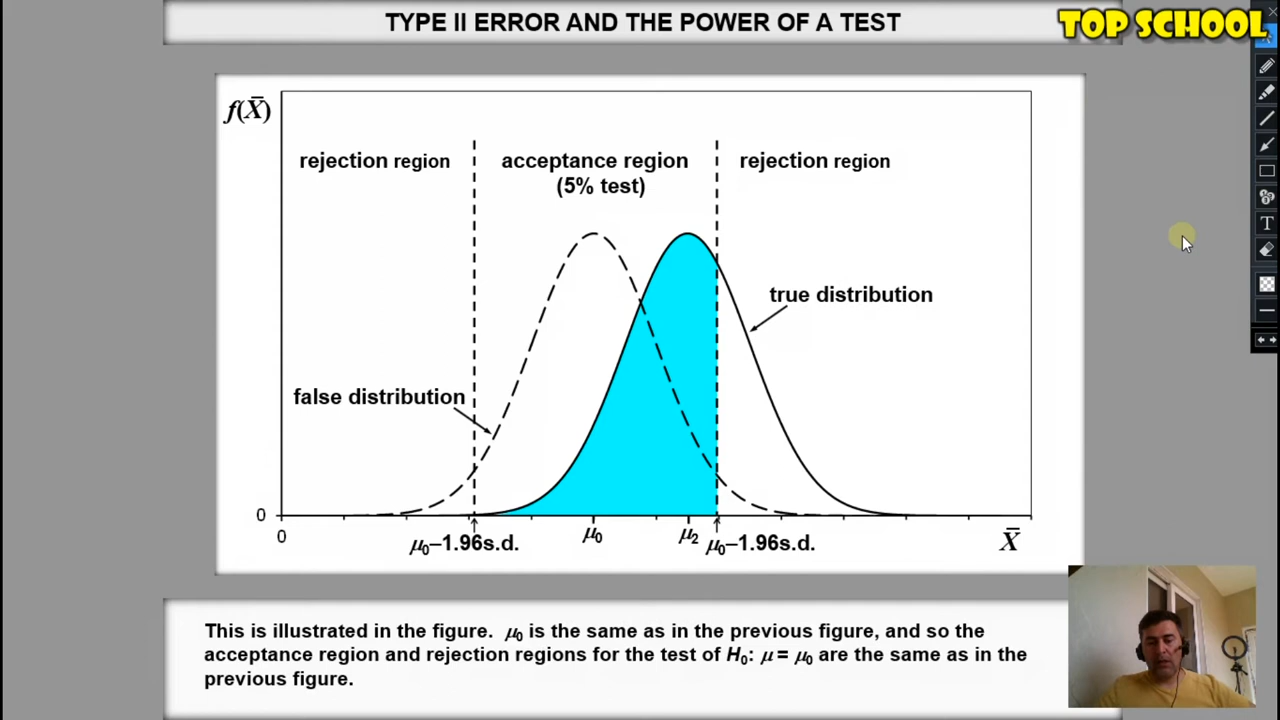 TYPE II ERROR AND THE POWER OF A TEST
TOP SCHOOL
f(X̄)
rejection region
acceptance region
(5% test)
rejection region
true distribution
false distribution
0
0
μ₀–1.96s.d.
μ₀
μ₂
μ₀–1.96s.d.
X̄
This is illustrated in the figure. μ₀ is the same as in the previous figure, and so the
acceptance region and rejection regions for the test of H₀: μ = μ₀ are the same as in the
previous figure.